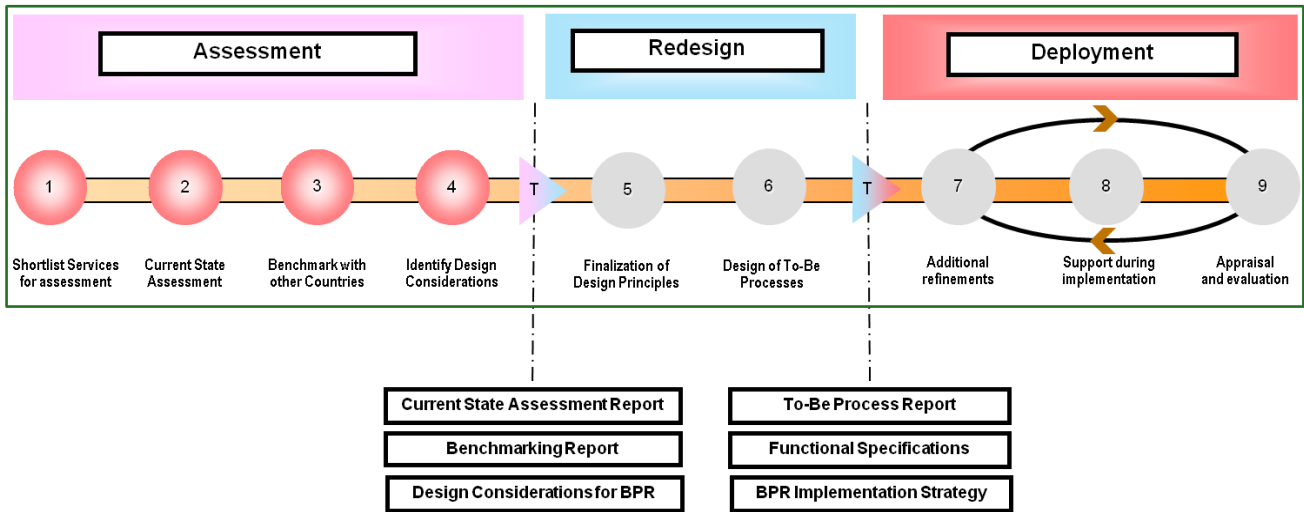 Assessment
Redesign
Deployment
1
2
3
4
T
5
6
T
7
8
9
Shortlist Services
for assessment
Current State
Assessment
Benchmark with
other Countries
Identify Design
Considerations
Finalization of
Design Principles
Design of To-Be
Processes
Additional
refinements
Support during
implementation
Appraisal
and evaluation
Current State Assessment Report
Benchmarking Report
Design Considerations for BPR
To-Be Process Report
Functional Specifications
BPR Implementation Strategy